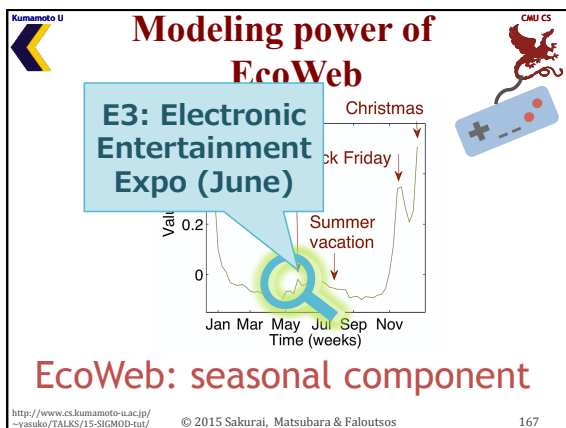 Kumamoto U
CMU CS
Modeling power of
EcoWeb
E3: Electronic
Entertainment
Expo (June)
Christmas
ck Friday
Summer
vacation
Valu
0.2
0
Jan Mar May Jul Sep Nov
Time (weeks)
EcoWeb: seasonal component
http://www.cs.kumamoto-u.ac.jp/
~yasuko/TALKS/15-SIGMOD-tut/
© 2015 Sakurai, Matsubara & Faloutsos
167